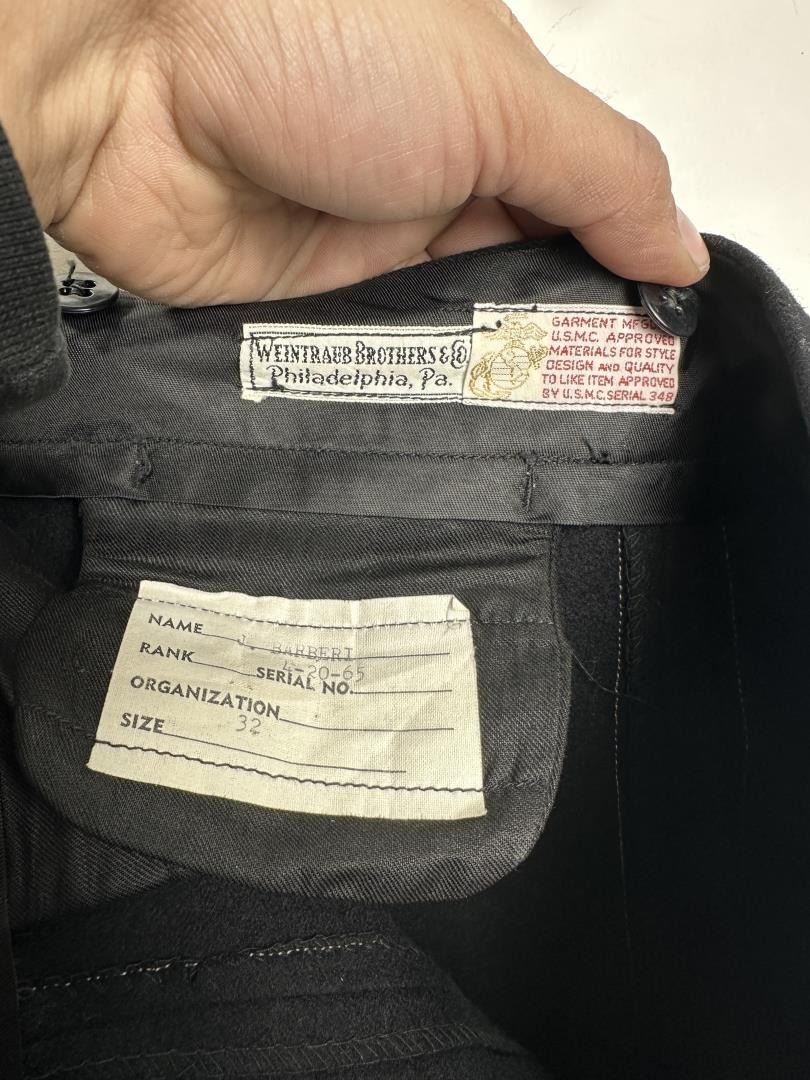 WEINTRAUB BROTHERS & CO
Philadelphia, Pa.
GARMENT MFG
U.S.M.C. APPROVED
MATERIALS FOR STYLE
DESIGN AND QUALITY
TO LIKE ITEM APPROVED
BY U.S.M.C. SERIAL 348
NAME J. BARBERI
RANK 4-20-65
SERIAL NO.
ORGANIZATION
SIZE 32